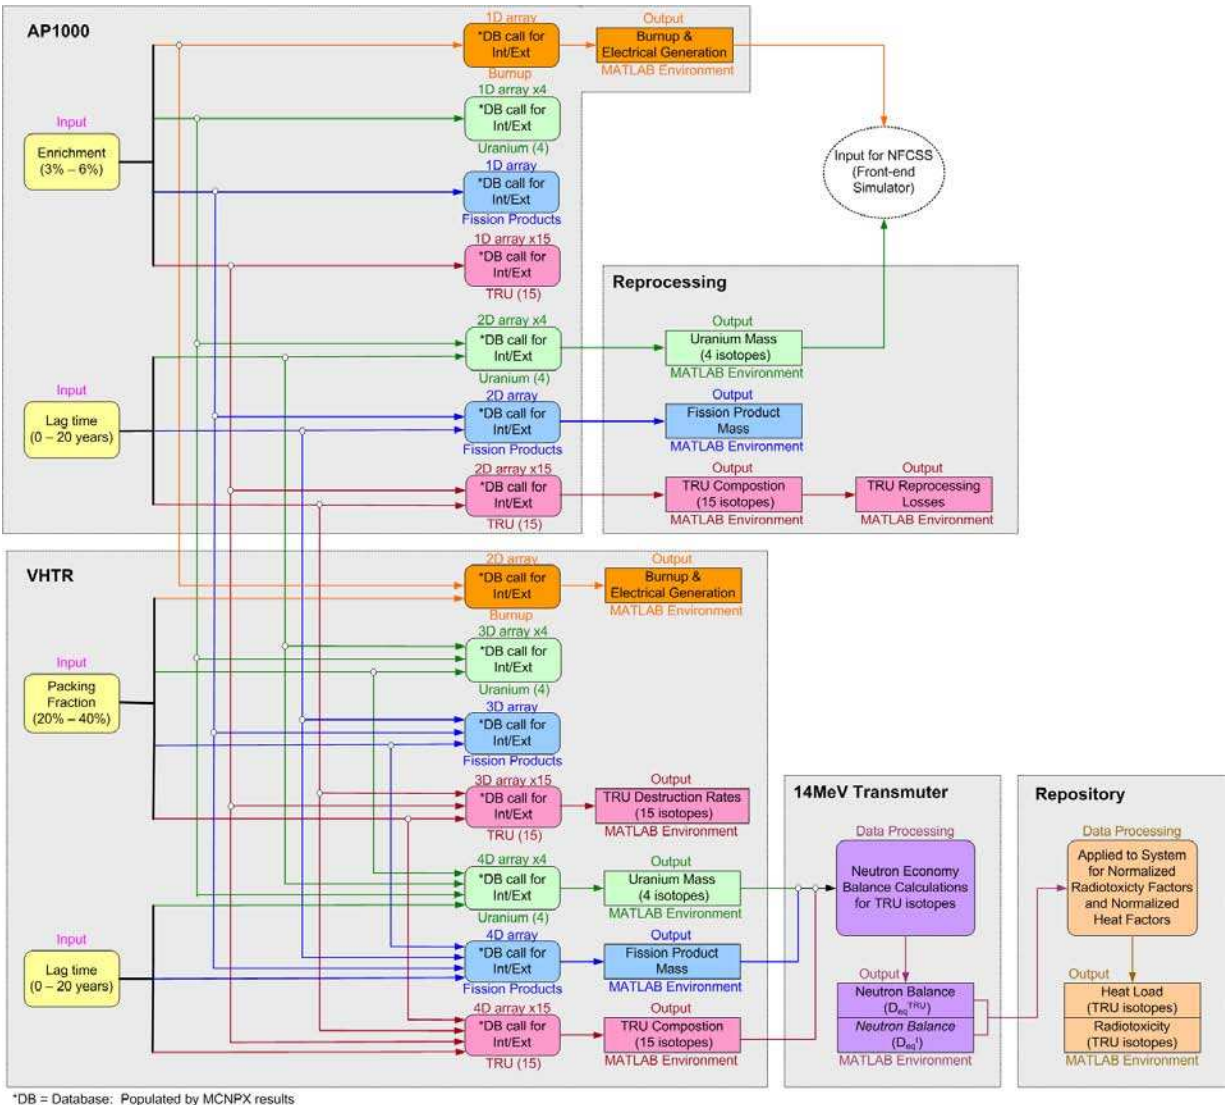 AP1000
1D array
*DB call for
Int/Ext
Burnup
Output
Burnup &
Electrical Generation
MATLAB Environment
Input
Enrichment
(3% – 6%)
1D array x4
*DB call for
Int/Ext
Uranium (4)
1D array
*DB call for
Int/Ext
Fission Products
1D array x15
*DB call for
Int/Ext
TRU (15)
Input for NFCSS
(Front-end
Simulator)
Input
Lag time
(0 – 20 years)
2D array x4
*DB call for
Int/Ext
Uranium (4)
2D array
*DB call for
Int/Ext
Fission Products
2D array x15
*DB call for
Int/Ext
TRU (15)
Reprocessing
Output
Uranium Mass
(4 isotopes)
MATLAB Environment
Output
Fission Product
Mass
MATLAB Environment
Output
TRU Compostion
(15 isotopes)
MATLAB Environment
Output
TRU Reprocessing
Losses
MATLAB Environment
VHTR
2D array
*DB call for
Int/Ext
Burnup
Output
Burnup &
Electrical Generation
MATLAB Environment
Input
Packing
Fraction
(20% – 40%)
3D array x4
*DB call for
Int/Ext
Uranium (4)
3D array
*DB call for
Int/Ext
Fission Products
3D array x15
*DB call for
Int/Ext
TRU (15)
Output
TRU Destruction Rates
(15 isotopes)
MATLAB Environment
Input
Lag time
(0 – 20 years)
4D array x4
*DB call for
Int/Ext
Uranium (4)
Output
Uranium Mass
(4 isotopes)
MATLAB Environment
4D array
*DB call for
Int/Ext
Fission Products
Output
Fission Product
Mass
MATLAB Environment
4D array x15
*DB call for
Int/Ext
TRU (15)
Output
TRU Compostion
(15 isotopes)
MATLAB Environment
14MeV Transmuter
Data Processing
Neutron Economy
Balance Calculations
for TRU isotopes
Output
Neutron Balance
(Deq TRU)
Neutron Balance
(Deq I)
MATLAB Environment
Repository
Data Processing
Applied to System
for Normalized
Radiotoxicity Factors
and Normalized
Heat Factors
Output
Heat Load
(TRU isotopes)
Radiotoxicity
(TRU isotopes)
MATLAB Environment
*DB = Database: Populated by MCNPX results